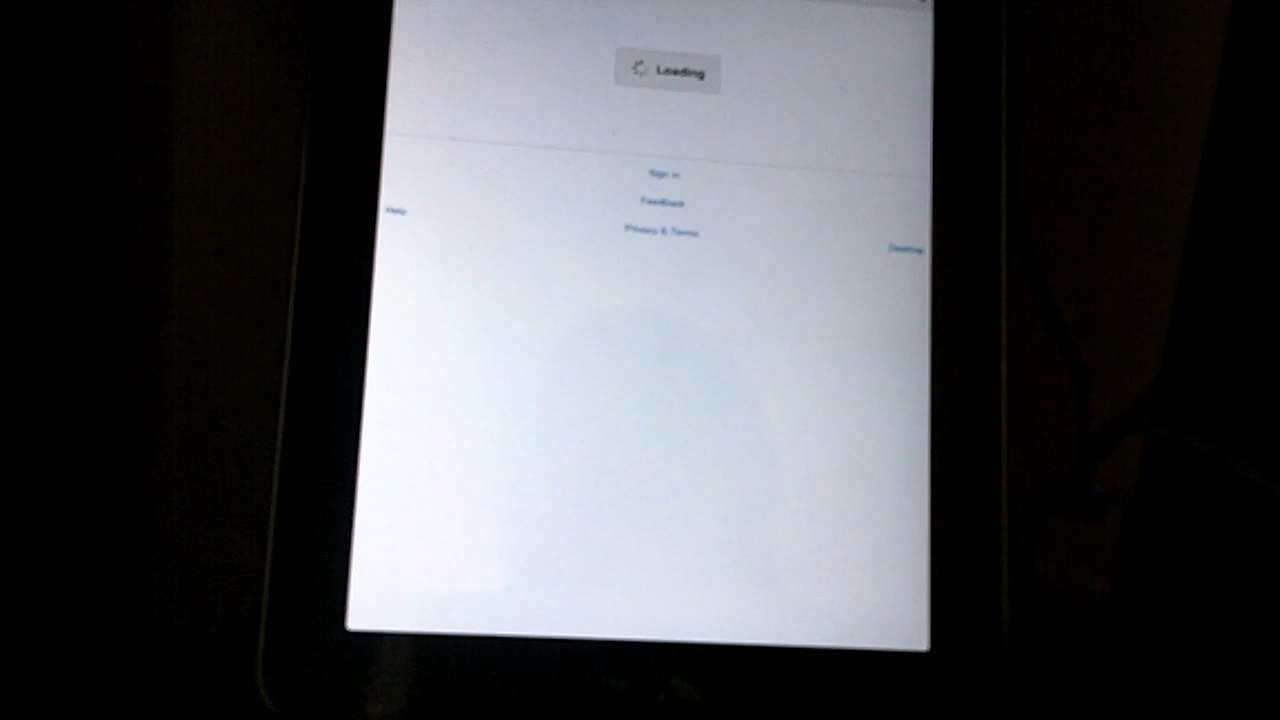 Loading
Sign in
Feedback
Help
Privacy & Terms
Desktop